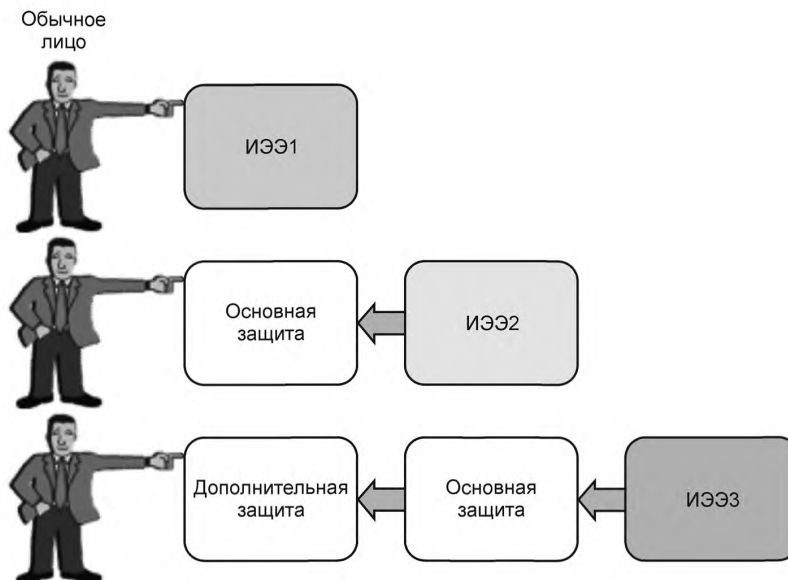 Обычное
лицо
ИЭЭ1
Основная
защита
ИЭЭ2
Дополнительная
защита
Основная
защита
ИЭЭ3